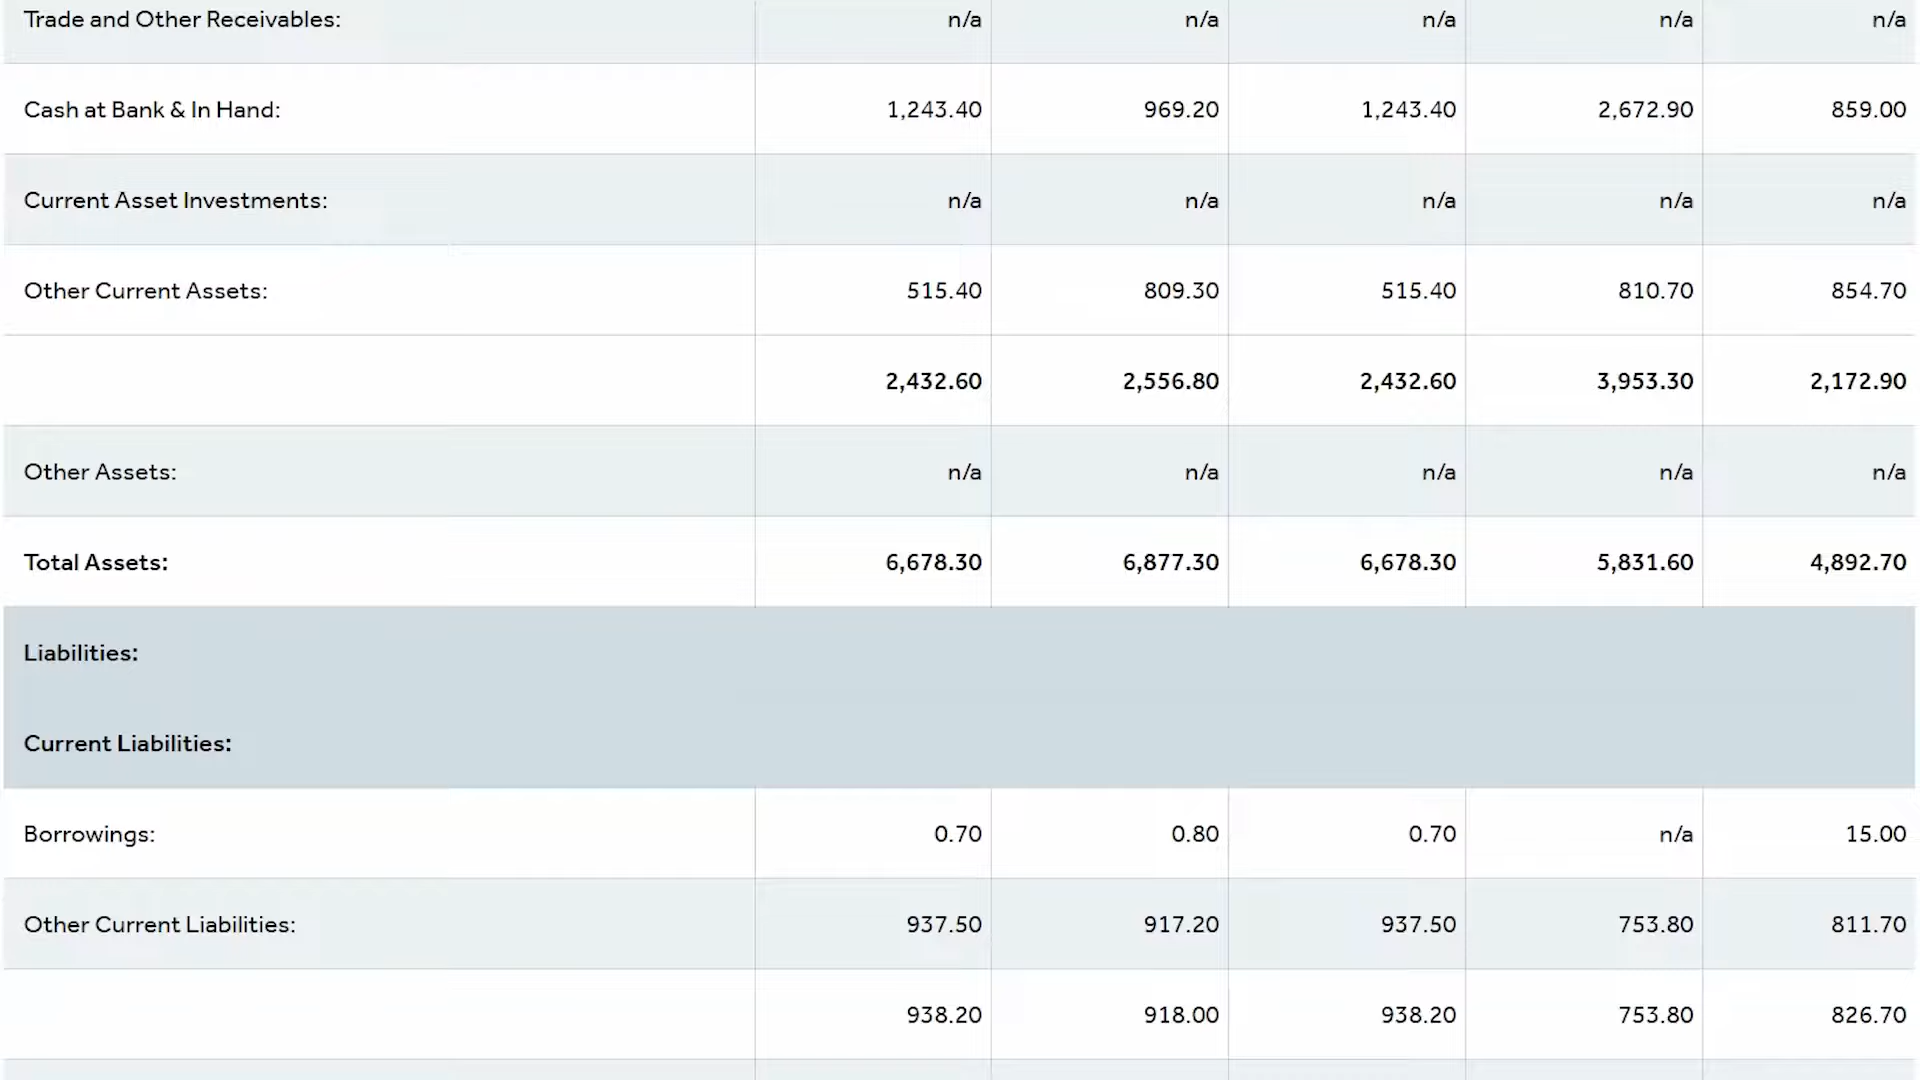 Trade and Other Receivables: n/a n/a n/a n/a n/a
Cash at Bank & In Hand: 1,243.40 969.20 1,243.40 2,672.90 859.00
Current Asset Investments: n/a n/a n/a n/a n/a
Other Current Assets: 515.40 809.30 515.40 810.70 854.70
2,432.60 2,556.80 2,432.60 3,953.30 2,172.90
Other Assets: n/a n/a n/a n/a n/a
Total Assets: 6,678.30 6,877.30 6,678.30 5,831.60 4,892.70
Liabilities:
Current Liabilities:
Borrowings: 0.70 0.80 0.70 n/a 15.00
Other Current Liabilities: 937.50 917.20 937.50 753.80 811.70
938.20 918.00 938.20 753.80 826.70